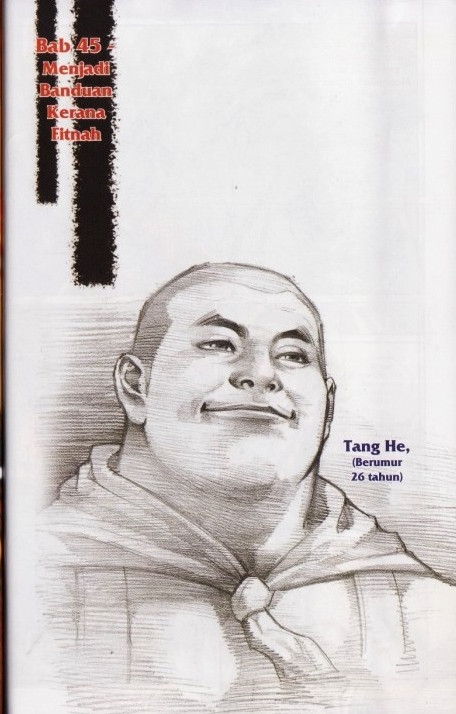 Bab 45 -
Menjadi
Banduan
Kerana
Fitnah
Tang He,
(Berumur
26 tahun)